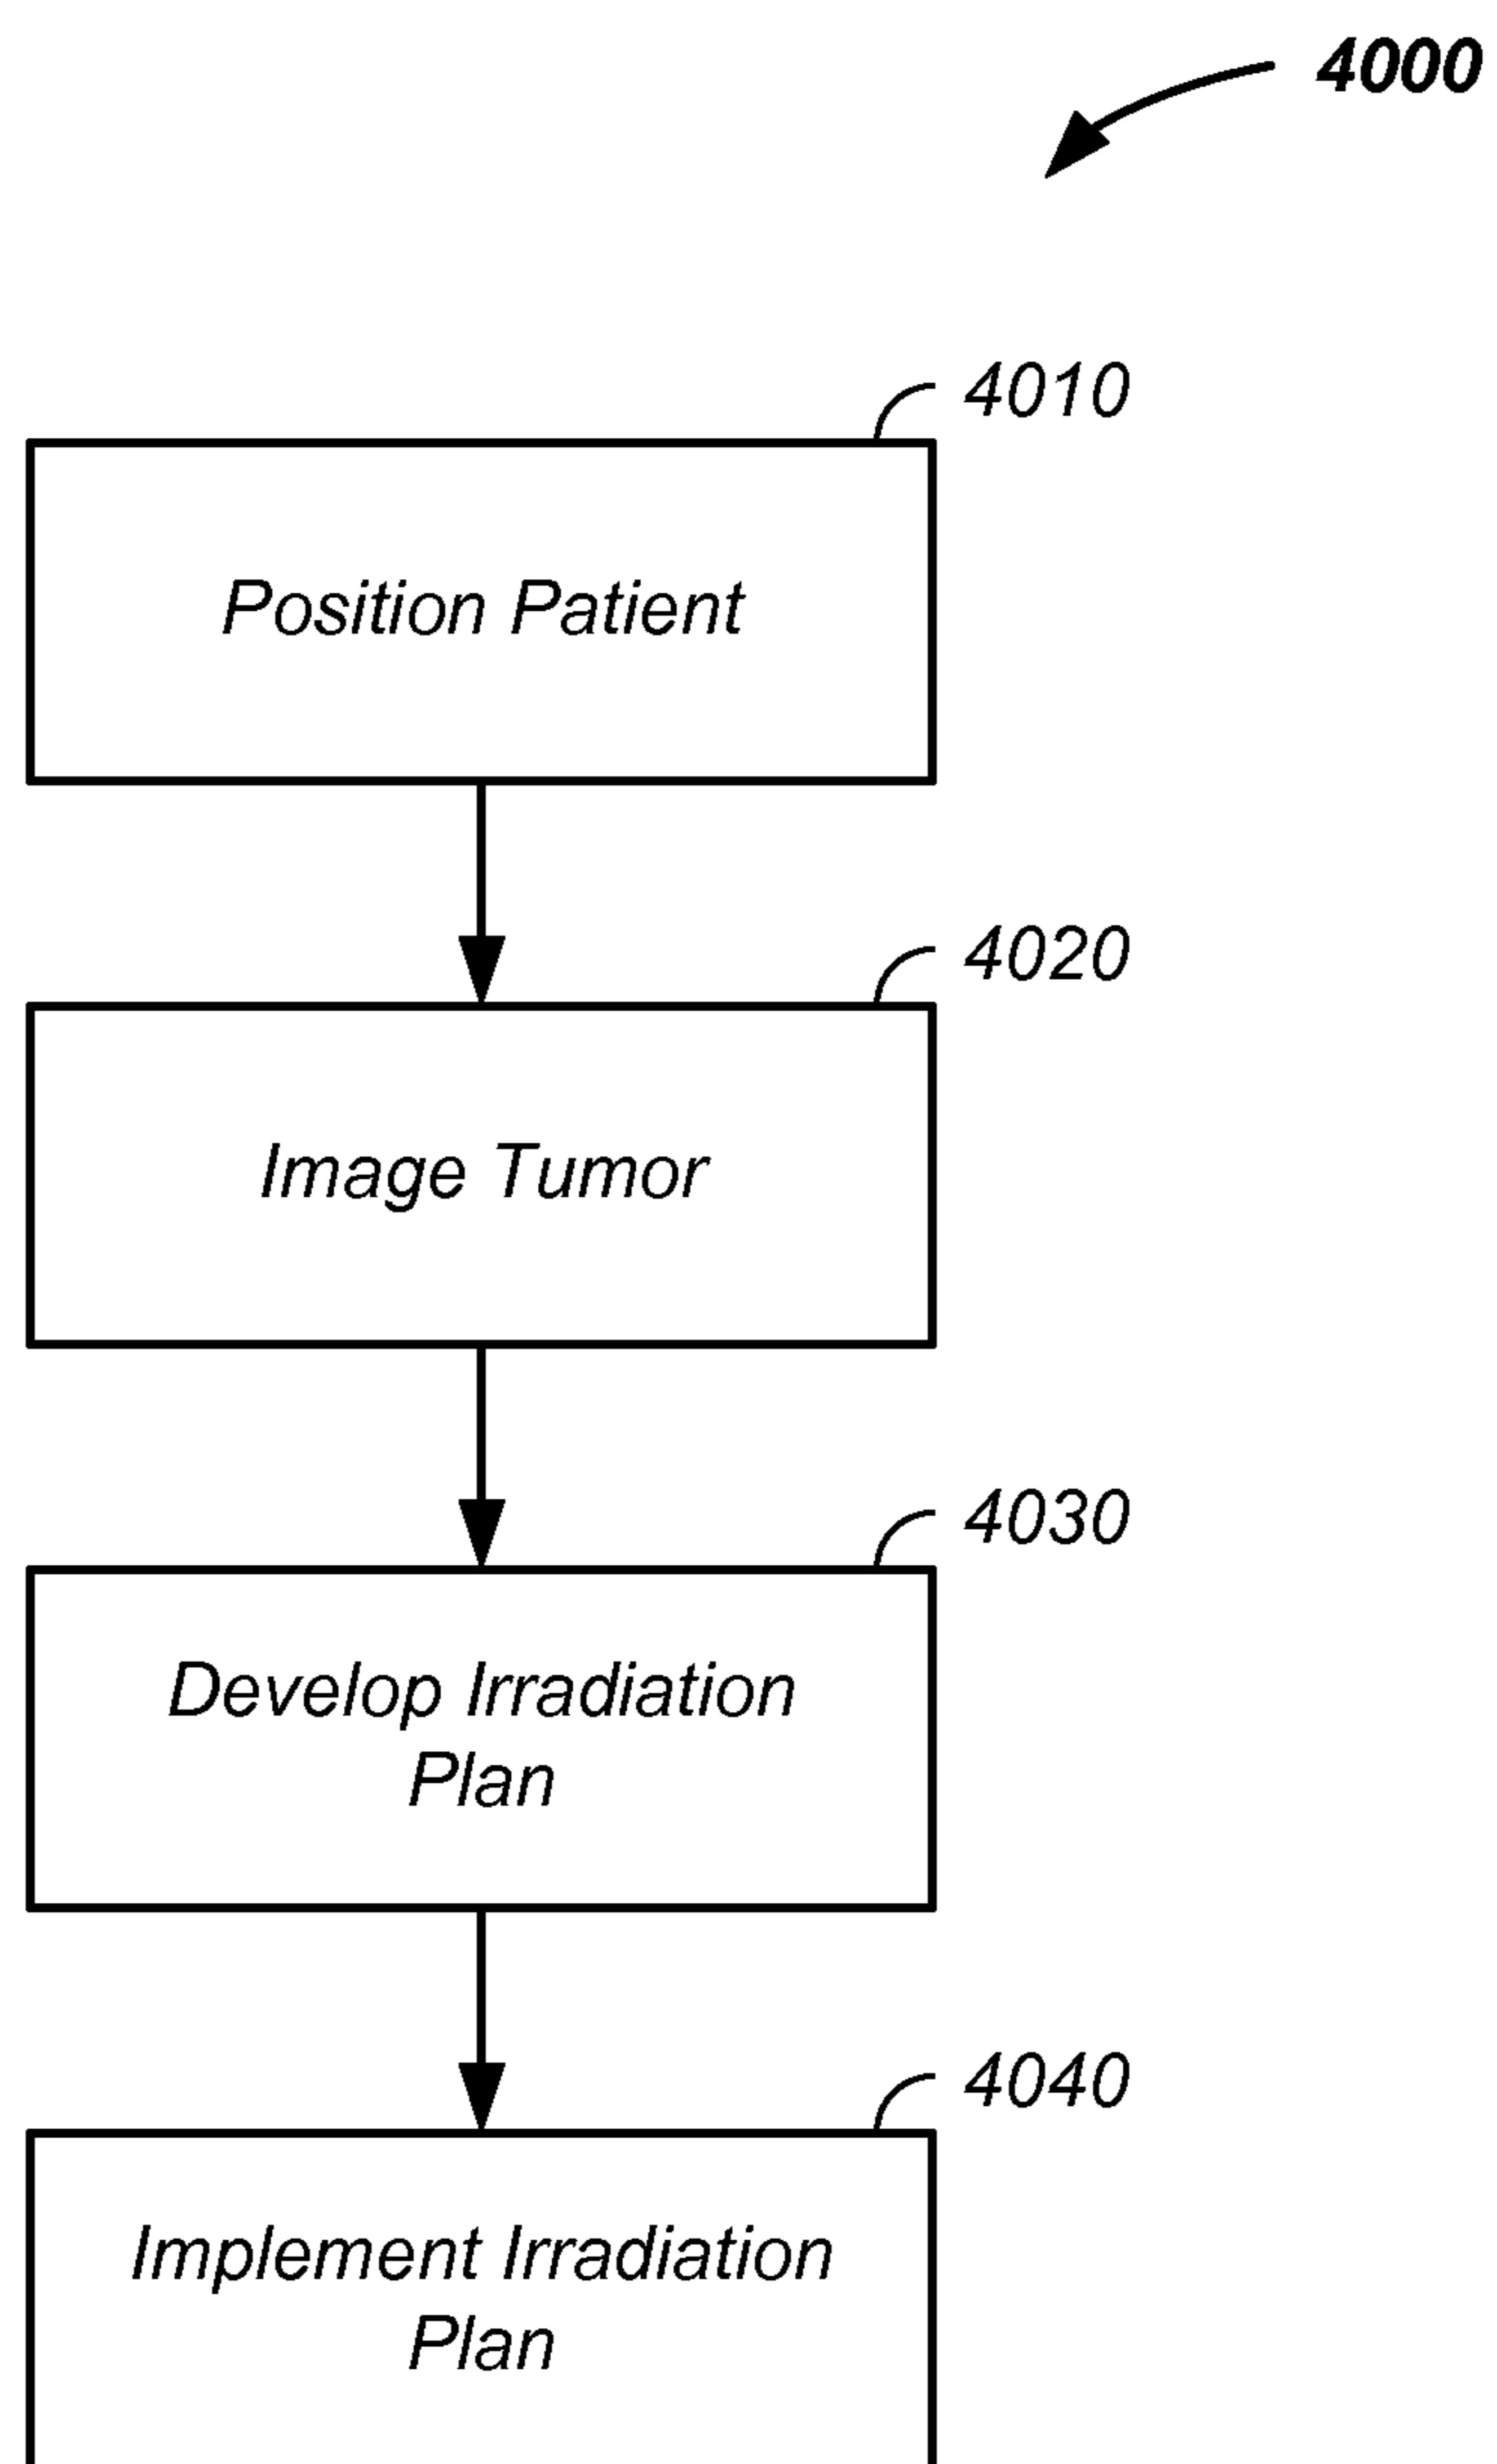 4000
4010
Position Patient
4020
Image Tumor
4030
Develop Irradiation
Plan
4040
Implement Irradiation
Plan